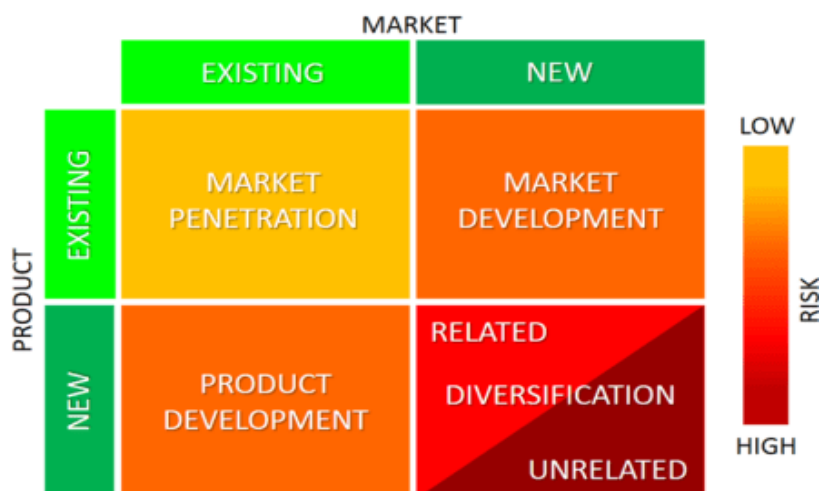 MARKET
EXISTING
NEW
PRODUCT
EXISTING
MARKET
PENETRATION
MARKET
DEVELOPMENT
NEW
PRODUCT
DEVELOPMENT
RELATED
DIVERSIFICATION
UNRELATED
LOW
RISK
HIGH